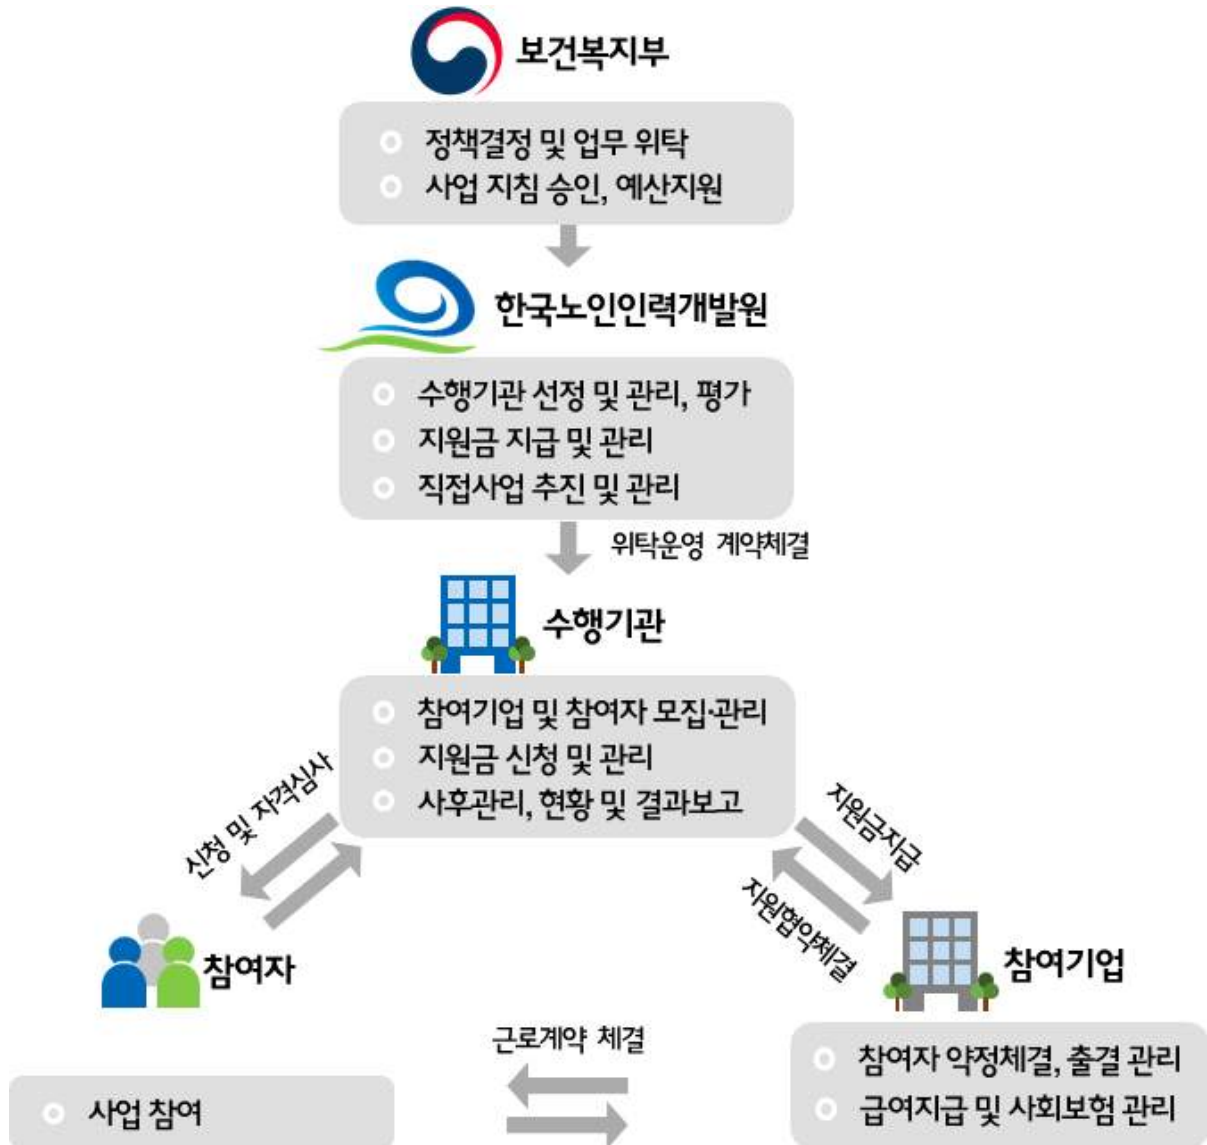 보건복지부
정책결정 및 업무 위탁
사업 지침 승인, 예산지원
한국노인인력개발원
수행기관 선정 및 관리, 평가
지원금 지급 및 관리
직접사업 추진 및 관리
위탁운영 계약체결
수행기관
참여기업 및 참여자 모집·관리
지원금 신청 및 관리
사후관리, 현황 및 결과보고
신청 및 자격심사
지원금지급
지원협약체결
참여자
참여기업
근로계약 체결
사업 참여
참여자 약정체결, 출결 관리
급여지급 및 사회보험 관리